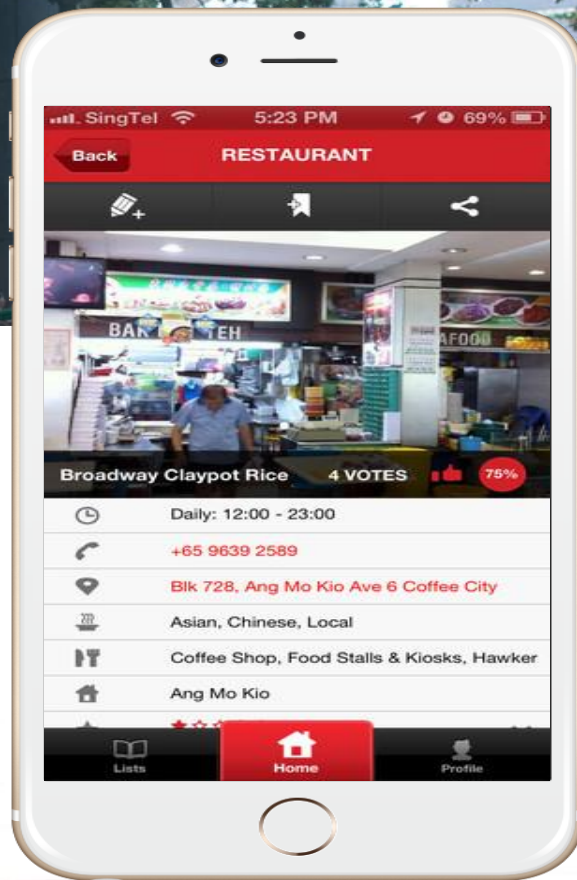 SingTel 5:23 PM 69%
Back RESTAURANT
BAK TEH
AFOOD
Broadway Claypot Rice 4 VOTES 75%
Daily: 12:00 - 23:00
+65 9639 2589
Blk 728, Ang Mo Kio Ave 6 Coffee City
Asian, Chinese, Local
Coffee Shop, Food Stalls & Kiosks, Hawker
Ang Mo Kio
Lists Home Profile